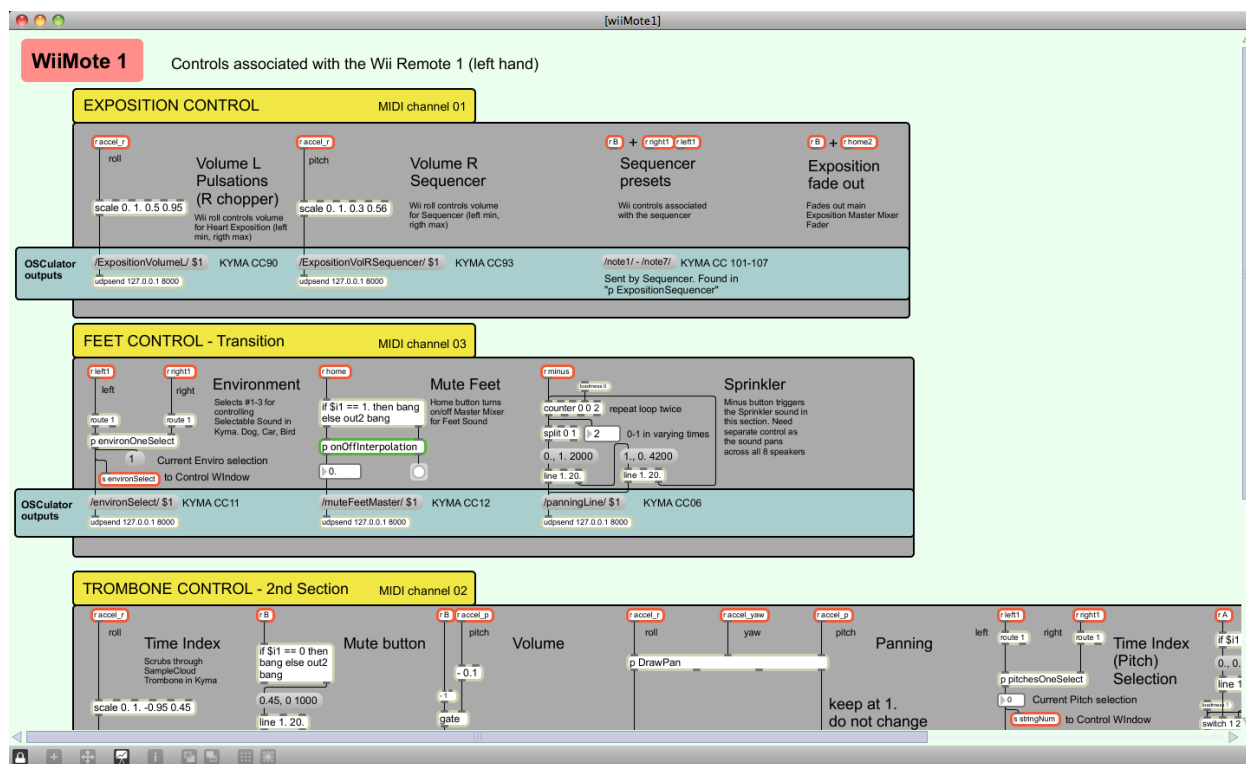 [wiiMote1]
WiiMote 1
Controls associated with the Wii Remote 1 (left hand)
EXPOSITION CONTROL
MIDI channel 01
r accel_r
roll
Volume L
Pulsations
(R chopper)
Wii roll controls volume
for Heart Exposition (left
min, rigth max)
scale 0. 1. 0.5 0.95
r accel_r
pitch
Volume R
Sequencer
Wii roll controls volume
for Sequencer (left min,
rigth max)
scale 0. 1. 0.3 0.56
r B + r right1 r left1
Sequencer
presets
Wii controls associated
with the sequencer
r B + r home2
Exposition
fade out
Fades out main
Exposition Master Mixer
Fader
OSCulator
outputs
/ExpositionVolumeL/ $1 KYMA CC90
udpsend 127.0.0.1 8000
/ExpositionVolRSequencer/ $1 KYMA CC93
udpsend 127.0.0.1 8000
/note1/ - /note7/ KYMA CC 101-107
Sent by Sequencer. Found in
"p ExpositionSequencer"
FEET CONTROL - Transition
MIDI channel 03
r left1 r right1
left right
Environment
Selects #1-3 for
controlling
Selectable Sound in
Kyma. Dog, Car, Bird
route 1 route 1
p environOneSelect
1 Current Enviro selection
s environSelect to Control WIndow
r home
Mute Feet
Home button turns
on/off Master Mixer
for Feet Sound
if $i1 == 1. then bang
else out2 bang
p onOffInterpolation
0.
r minus
loadmess 0
counter 0 0 2 repeat loop twice
split 0 1 2 0-1 in varying times
0., 1. 2000 1., 0. 4200
line 1. 20. line 1. 20.
Sprinkler
Minus button triggers
the Sprinkler sound in
this section. Need
separate control as
the sound pans
across all 8 speakers
OSCulator
outputs
/environSelect/ $1 KYMA CC11
udpsend 127.0.0.1 8000
/muteFeetMaster/ $1 KYMA CC12
udpsend 127.0.0.1 8000
/panningLine/ $1 KYMA CC06
udpsend 127.0.0.1 8000
TROMBONE CONTROL - 2nd Section
MIDI channel 02
r accel_r
roll
Time Index
Scrubs through
SampleCloud
Trombone in Kyma
scale 0. 1. -0.95 0.45
r B
Mute button
if $i1 == 0 then
bang else out2
bang
0.45, 0 1000
line 1. 20.
r B r accel_p
pitch
Volume
- 0.1
- 1
gate
r accel_r r accel_yaw r accel_p
roll yaw pitch
Panning
p DrawPan
keep at 1.
do not change
r left1 r right1
left route 1 right route 1
Time Index
(Pitch)
Selection
p pitchesOneSelect
0 Current Pitch selection
s stringNum to Control WIndow
r A
if $i1
0., 0.
line 1
loadmess 1
switch 1 2